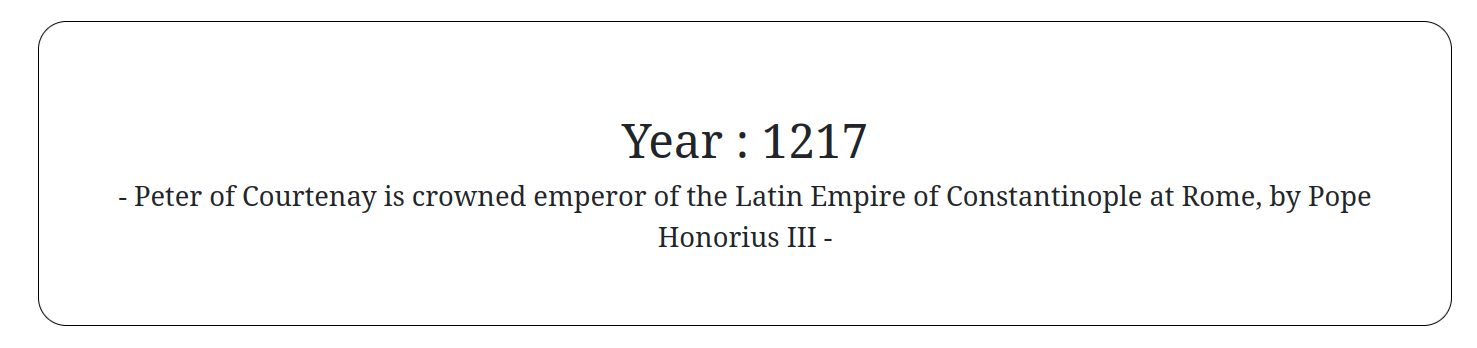 Year : 1217
- Peter of Courtenay is crowned emperor of the Latin Empire of Constantinople at Rome, by Pope
Honorius III -